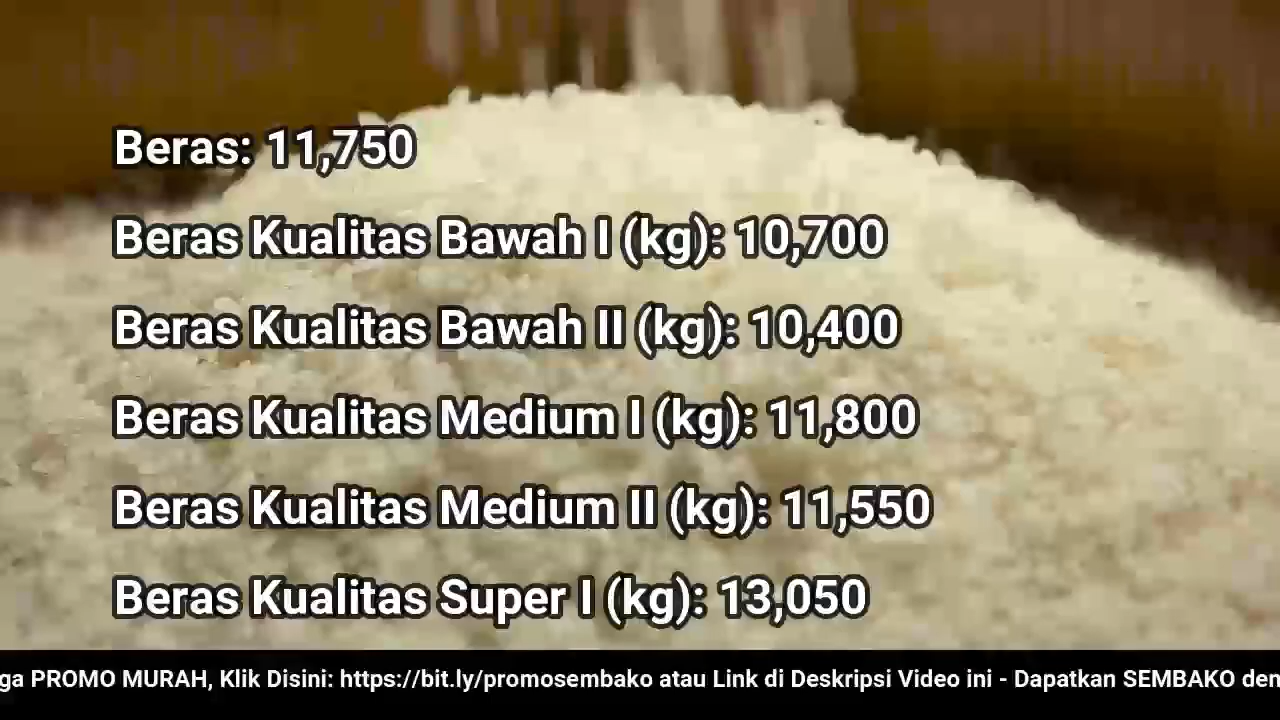 Beras: 11,750
Beras Kualitas Bawah I (kg): 10,700
Beras Kualitas Bawah II (kg): 10,400
Beras Kualitas Medium I (kg): 11,800
Beras Kualitas Medium II (kg): 11,550
Beras Kualitas Super I (kg): 13,050
PROMO MURAH, Klik Disini: https://bit.ly/promosembako atau Link di Deskripsi Video ini - Dapatkan SEMBAKO